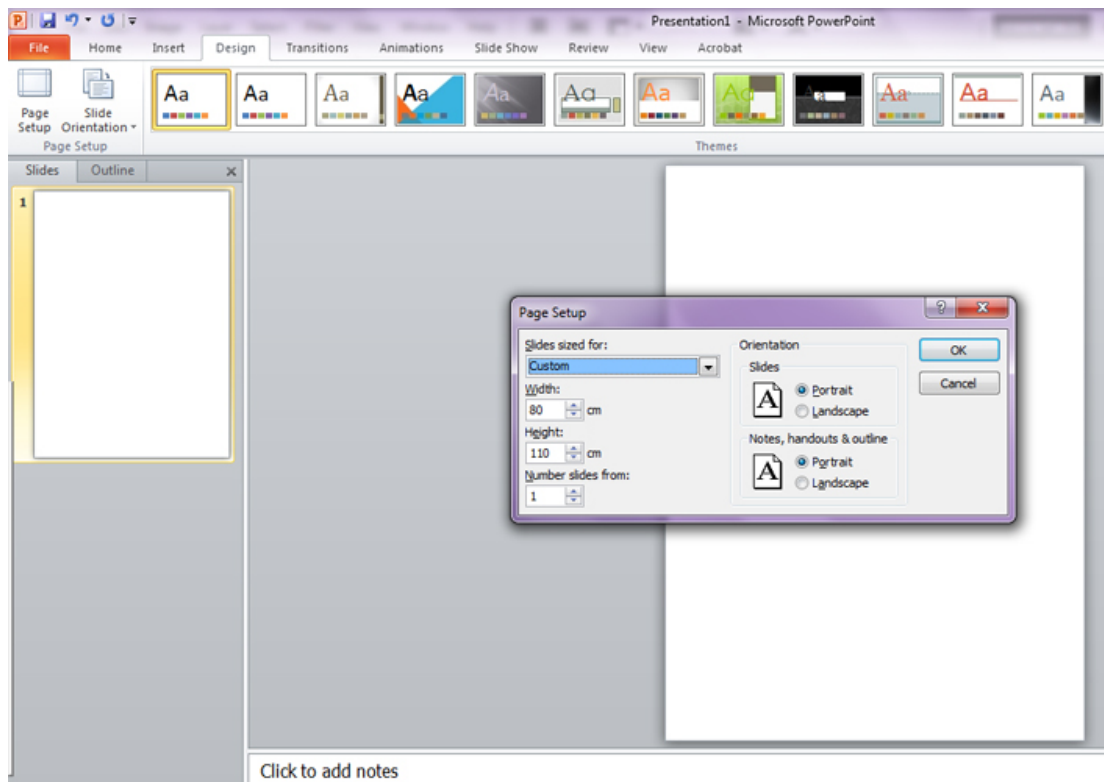 Presentation1 - Microsoft PowerPoint
File Home Insert Design Transitions Animations Slide Show Review View Acrobat
Page Setup
Slide Orientation
Aa Aa Aa Aa Aa Aa Aa Aa Aa Aa Aa Aa
Page Setup Themes
Slides Outline
1
Page Setup
Slides sized for:
Custom
Width:
80 cm
Height:
110 cm
Number slides from:
1
Orientation
Slides
A
Portrait
Landscape
Notes, handouts & outline
A
Portrait
Landscape
OK
Cancel
Click to add notes